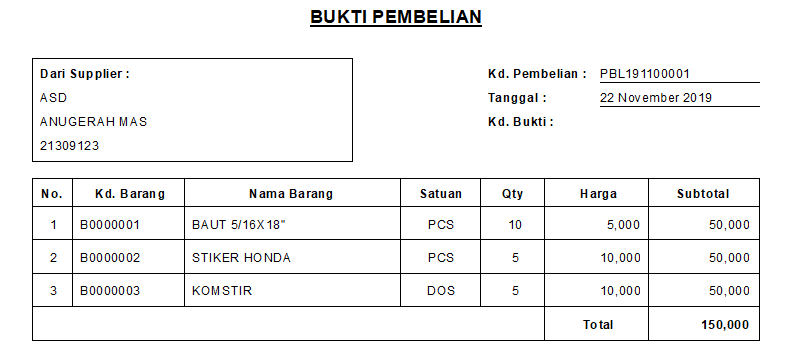 BUKTI PEMBELIAN
Dari Supplier :
ASD
ANUGERAH MAS
21309123
Kd. Pembelian : PBL191100001
Tanggal : 22 November 2019
Kd. Bukti :
No. Kd. Barang Nama Barang Satuan Qty Harga Subtotal
1 B0000001 BAUT 5/16X18" PCS 10 5,000 50,000
2 B0000002 STIKER HONDA PCS 5 10,000 50,000
3 B0000003 KOMSTIR DOS 5 10,000 50,000
Total 150,000